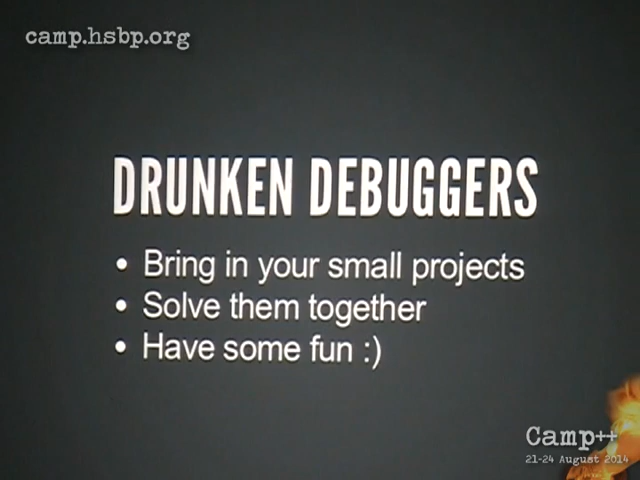 camp.hsbp.org
DRUNKEN DEBUGGERS
• Bring in your small projects
• Solve them together
• Have some fun :)
Camp++
21-24 August 2014